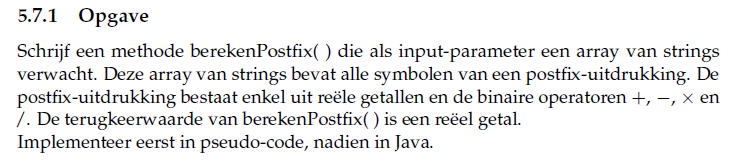 5.7.1 Opgave
Schrijf een methode berekenPostfix( ) die als input-parameter een array van strings
verwacht. Deze array van strings bevat alle symbolen van een postfix-uitdrukking. De
postfix-uitdrukking bestaat enkel uit reële getallen en de binaire operatoren +, −, × en
/. De terugkeerwaarde van berekenPostfix( ) is een reëel getal.
Implementeer eerst in pseudo-code, nadien in Java.